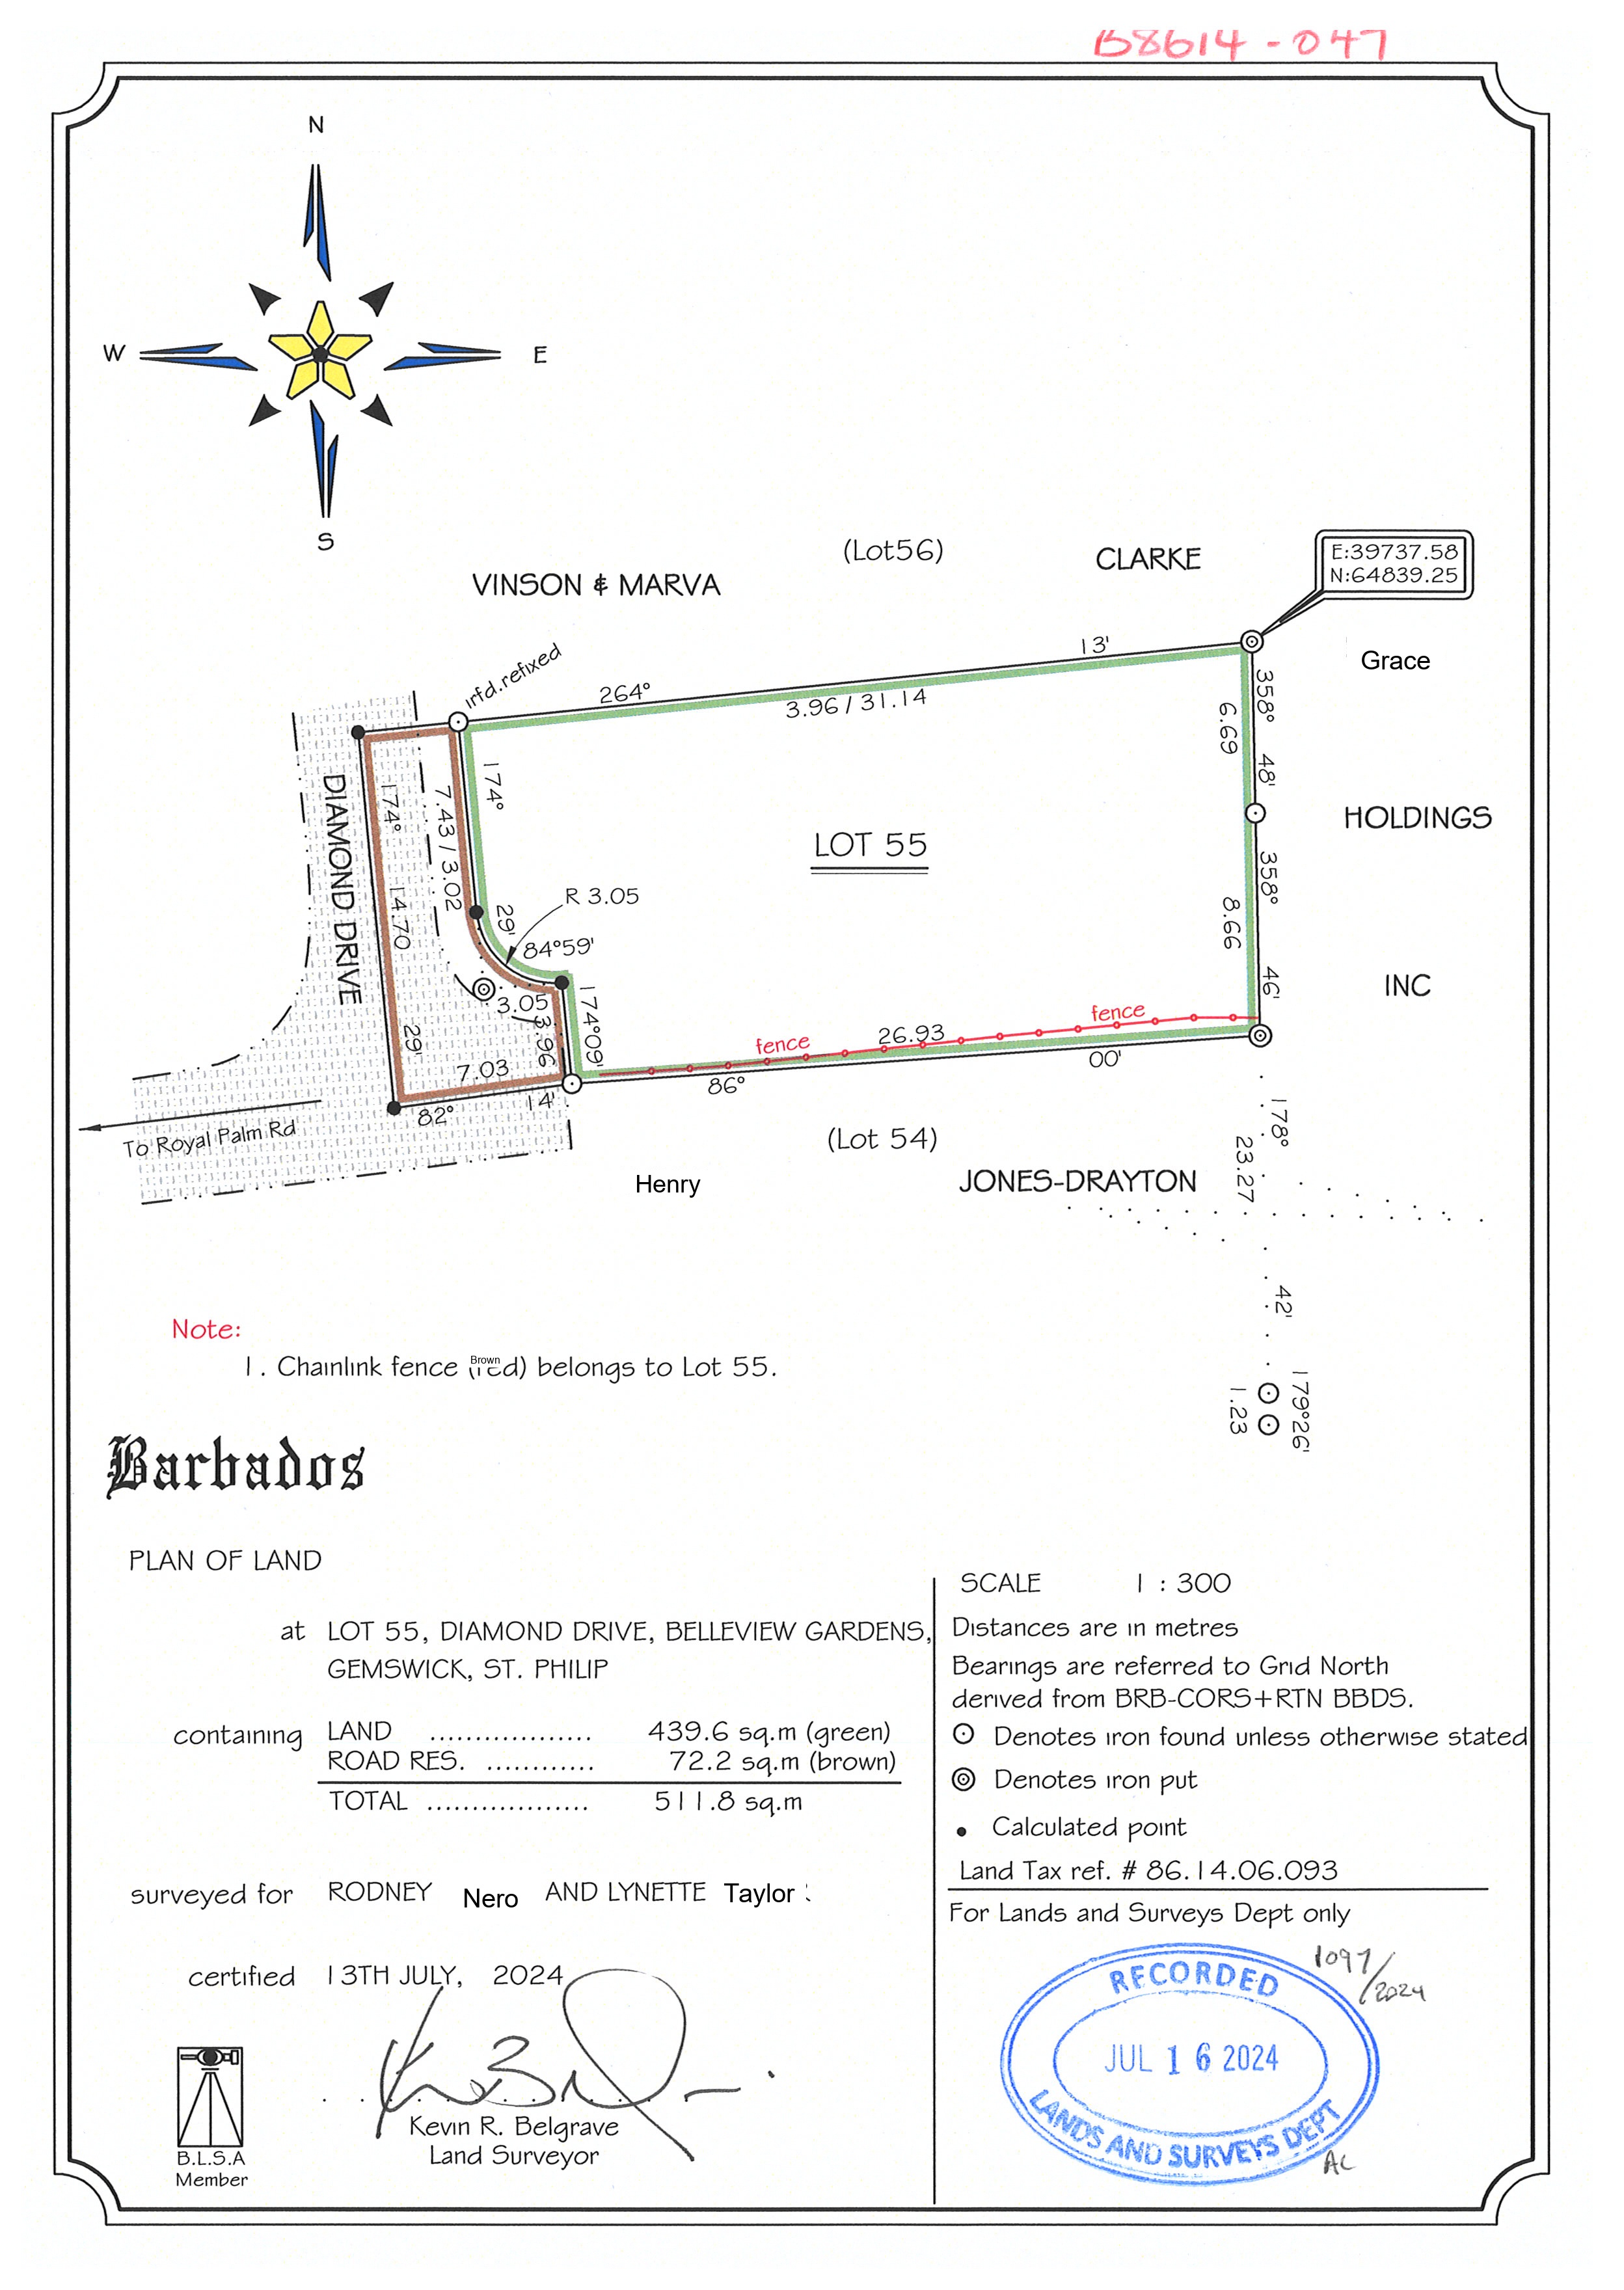 B8614-047
N
W
E
S
(Lot56)
CLARKE
VINSON & MARVA
E:39737.58
N:64839.25
irfd.refixed
264°
13'
3.96 / 31.14
Grace
358°
6.69
48'
DIAMOND DRIVE
174°
7.43 / 3.02
174°
LOT 55
HOLDINGS
R 3.05
358°
8.66
14.70
29'
84°59'
46'
INC
3.05
174°09'
3.96
fence
26.93
fence
29'
7.03
82°
14'
86°
00'
To Royal Palm Rd
(Lot 54)
Henry
JONES-DRAYTON
178°
23.27
42'
Note:
1. Chainlink fence (red) belongs to Lot 55.
Brown
179°26'
1.23
Barbados
PLAN OF LAND
at LOT 55, DIAMOND DRIVE, BELLEVIEW GARDENS,
GEMSWICK, ST. PHILIP
containing LAND .................. 439.6 sq.m (green)
ROAD RES. ............ 72.2 sq.m (brown)
TOTAL .................. 511.8 sq.m
surveyed for RODNEY Nero AND LYNETTE Taylor
certified 13TH JULY, 2024
Kevin R. Belgrave
Land Surveyor
B.L.S.A
Member
SCALE 1 : 300
Distances are in metres
Bearings are referred to Grid North
derived from BRB-CORS+RTN BBDS.
Denotes iron found unless otherwise stated
Denotes iron put
Calculated point
Land Tax ref. # 86.14.06.093
For Lands and Surveys Dept only
1097/2024
RECORDED
JUL 16 2024
LANDS AND SURVEYS DEPT
AC